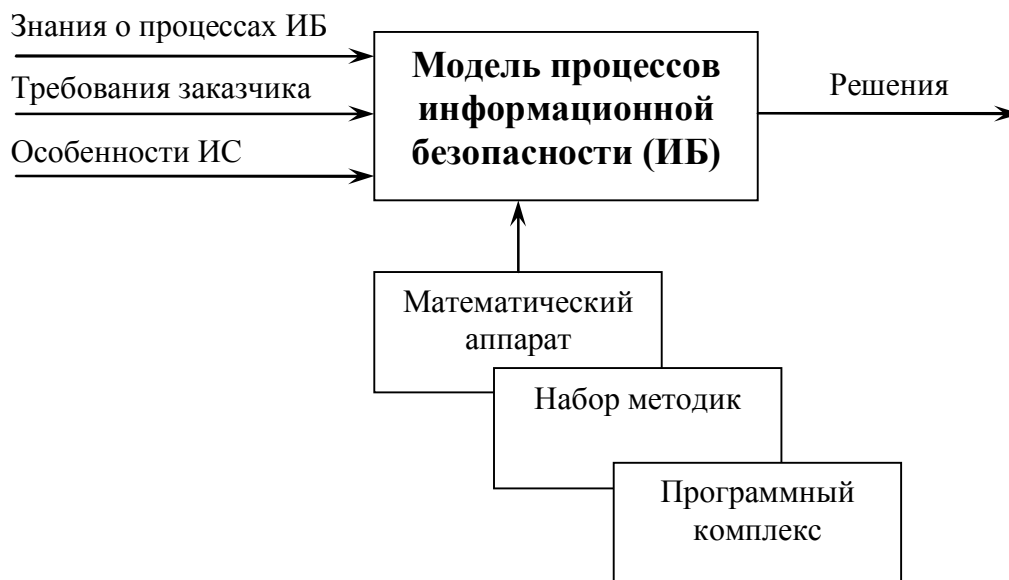 Знания о процессах ИБ
Требования заказчика
Особенности ИС
Модель процессов
информационной
безопасности (ИБ)
Решения
Математический
аппарат
Набор методик
Программный
комплекс